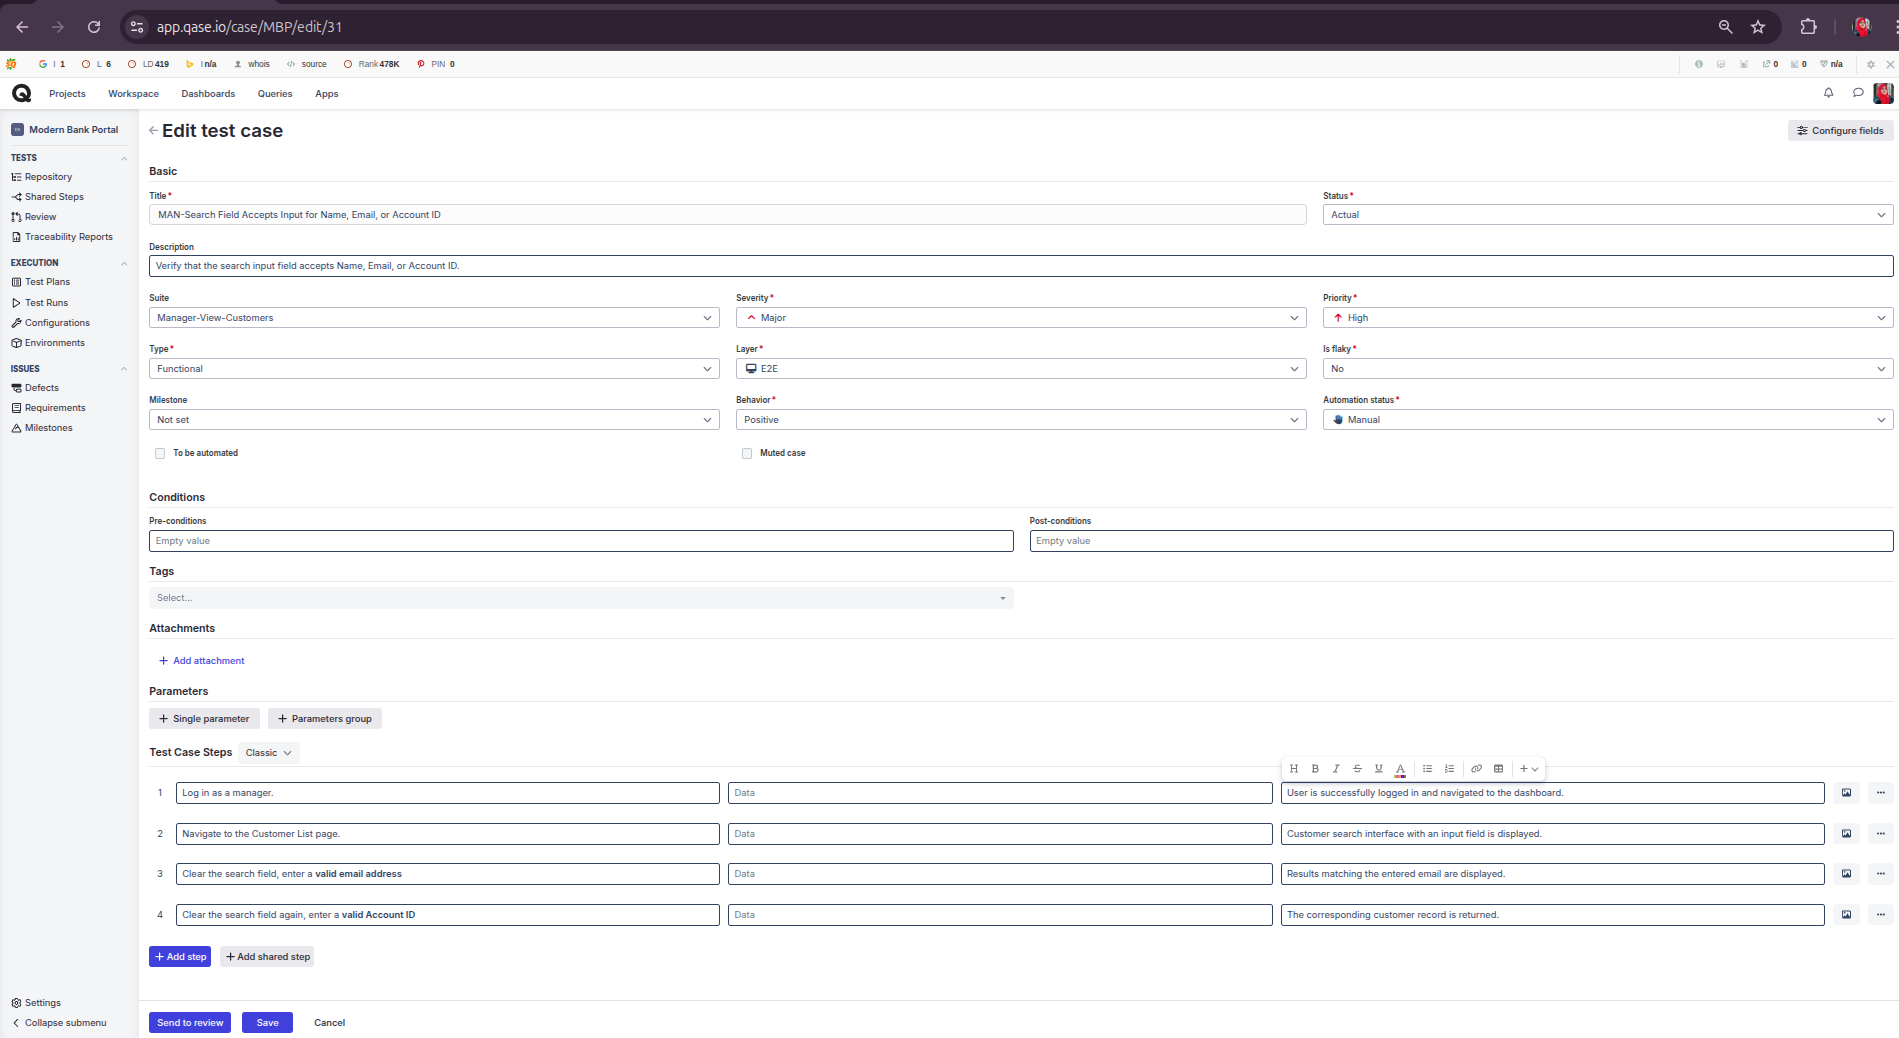 app.qase.io/case/MBP/edit/31
I 1 L 6 LD 419 I n/a whois source Rank 478K PIN 0 0 0 n/a
Projects Workspace Dashboards Queries Apps
Modern Bank Portal
TESTS
Repository
Shared Steps
Review
Traceability Reports
EXECUTION
Test Plans
Test Runs
Configurations
Environments
ISSUES
Defects
Requirements
Milestones
Settings
Collapse submenu
Edit test case
Configure fields
Basic
Title * Status *
MAN-Search Field Accepts Input for Name, Email, or Account ID Actual
Description
Verify that the search input field accepts Name, Email, or Account ID.
Suite Severity * Priority *
Manager-View-Customers Major High
Type * Layer * Is flaky *
Functional E2E No
Milestone Behavior * Automation status *
Not set Positive Manual
To be automated Muted case
Conditions
Pre-conditions Post-conditions
Empty value Empty value
Tags
Select...
Attachments
+ Add attachment
Parameters
+ Single parameter + Parameters group
Test Case Steps Classic
H B I S U A
1 Log in as a manager. Data User is successfully logged in and navigated to the dashboard.
2 Navigate to the Customer List page. Data Customer search interface with an input field is displayed.
3 Clear the search field, enter a valid email address Data Results matching the entered email are displayed.
4 Clear the search field again, enter a valid Account ID Data The corresponding customer record is returned.
+ Add step + Add shared step
Send to review Save Cancel